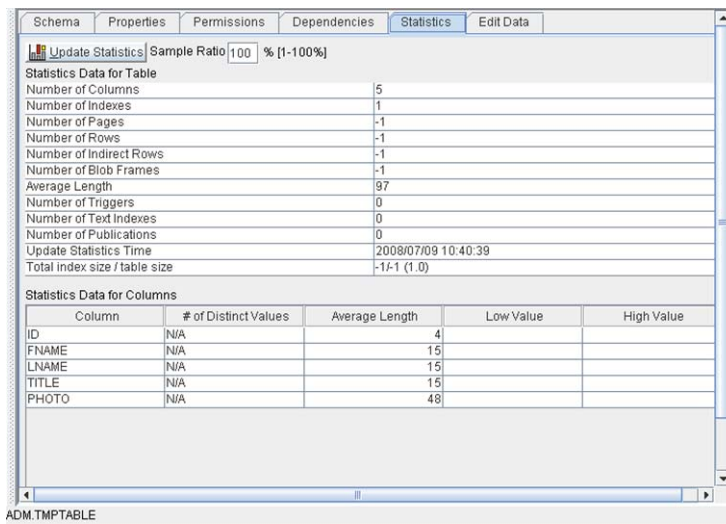 Schema Properties Permissions Dependencies Statistics Edit Data
Update Statistics Sample Ratio 100 % [1-100%]
Statistics Data for Table
Number of Columns 5
Number of Indexes 1
Number of Pages -1
Number of Rows -1
Number of Indirect Rows -1
Number of Blob Frames -1
Average Length 97
Number of Triggers 0
Number of Text Indexes 0
Number of Publications 0
Update Statistics Time 2008/07/09 10:40:39
Total index size / table size -1/-1 (1.0)
Statistics Data for Columns
Column # of Distinct Values Average Length Low Value High Value
ID N/A 4
FNAME N/A 15
LNAME N/A 15
TITLE N/A 15
PHOTO N/A 48
ADM.TMPTABLE